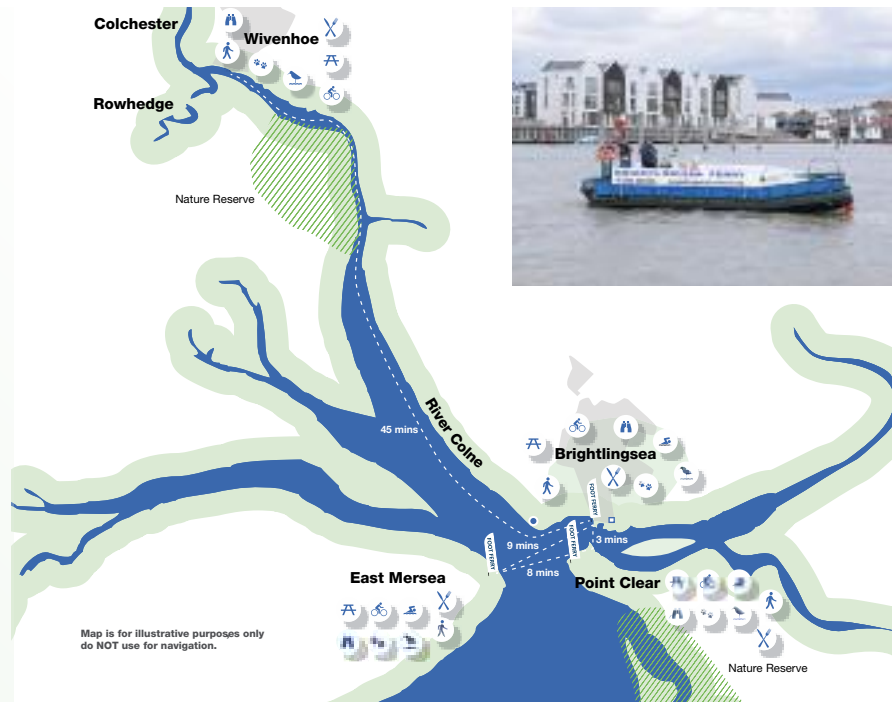 Colchester
Wivenhoe
Rowhedge
Nature Reserve
River Colne
45 mins
Brightlingsea
FOOT FERRY
FOOT FERRY
FOOT FERRY
9 mins
3 mins
8 mins
East Mersea
Point Clear
Map is for illustrative purposes only
do NOT use for navigation.
Nature Reserve